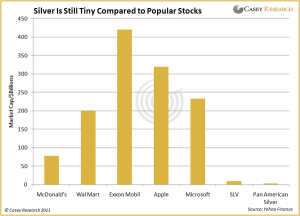 Silver Is Still Tiny Compared to Popular Stocks
CASEY RESEARCH
Market Cap/$Billions
450
400
350
300
250
200
150
100
50
0
McDonald's
Wal Mart
Exxon Mobil
Apple
Microsoft
SLV
Pan American
Silver
© Casey Research 2011
Source: Yahoo Finance